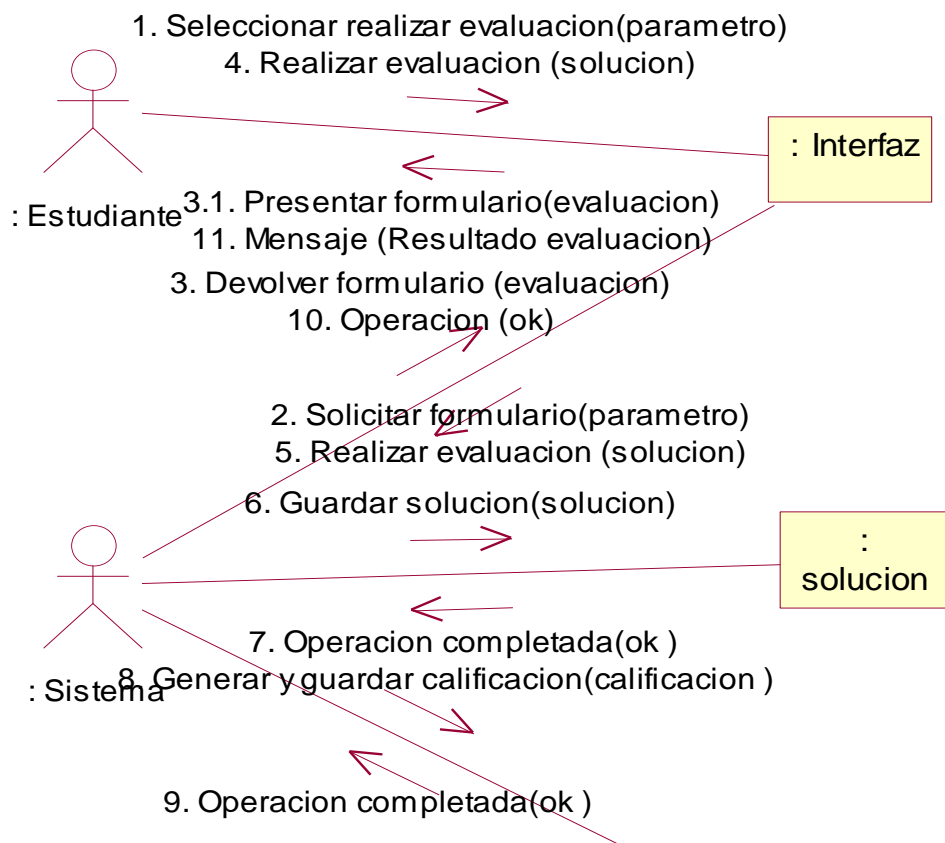 1. Seleccionar realizar evaluacion(parametro)
4. Realizar evaluacion (solucion)
: Interfaz
: Estudiante
3.1. Presentar formulario(evaluacion)
11. Mensaje (Resultado evaluacion)
3. Devolver formulario (evaluacion)
10. Operacion (ok)
2. Solicitar formulario(parametro)
5. Realizar evaluacion (solucion)
6. Guardar solucion(solucion)
:
solucion
7. Operacion completada(ok )
8. Generar y guardar calificacion(calificacion )
: Sistema
9. Operacion completada(ok )